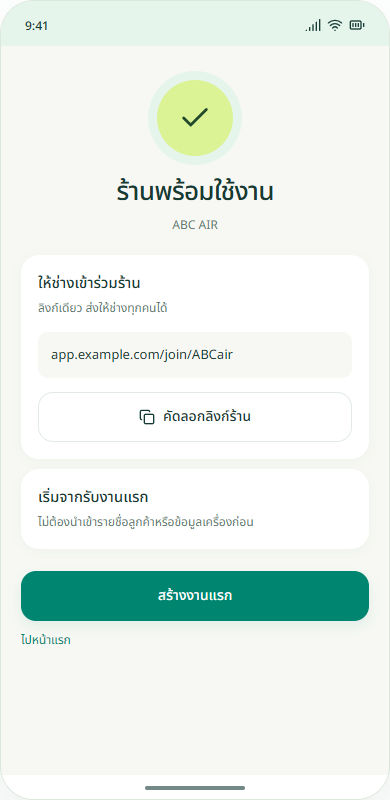 9:41
ร้านพร้อมใช้งาน
ABC AIR
ให้ช่างเข้าร่วมร้าน
ลิงก์เดียว ส่งให้ช่างทุกคนได้
app.example.com/join/ABCair
คัดลอกลิงก์ร้าน
เริ่มจากรับงานแรก
ไม่ต้องนำเข้ารายชื่อลูกค้าหรือข้อมูลเครื่องก่อน
สร้างงานแรก
ไปหน้าแรก